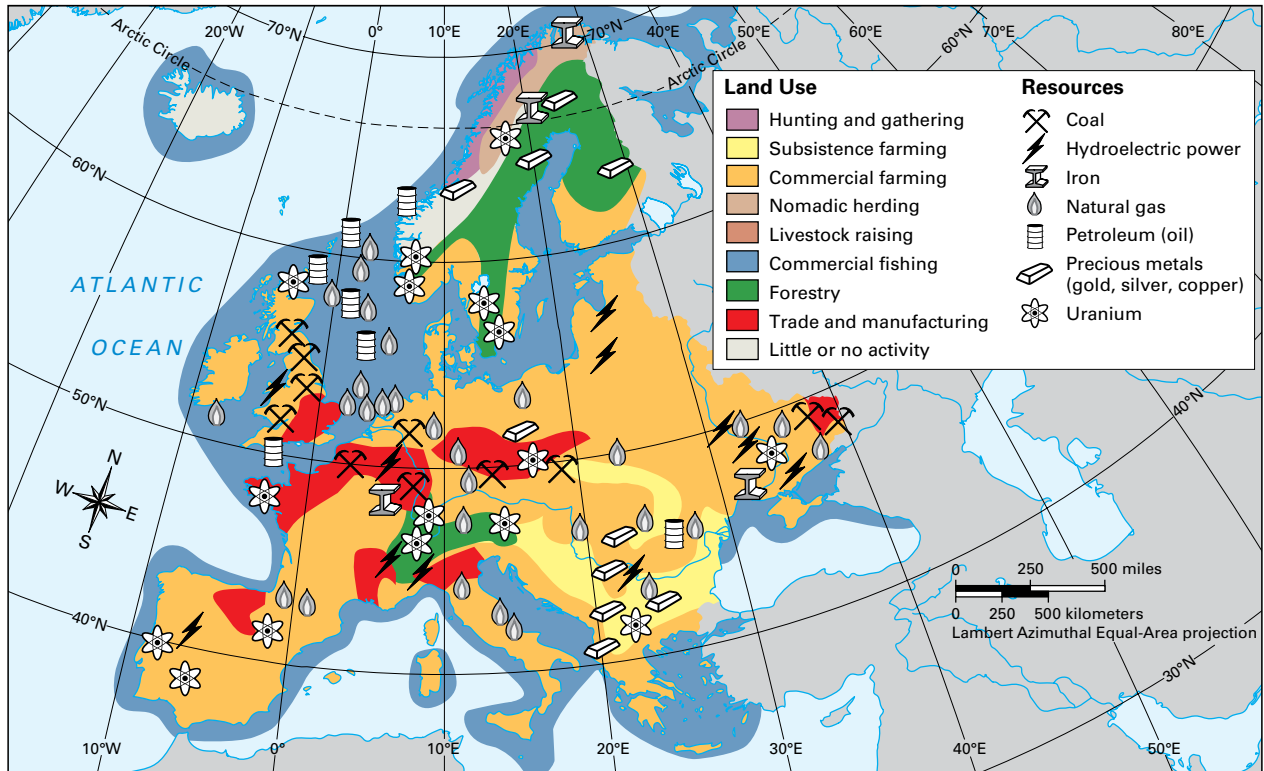 20°W
70°N
0°
10°E
20°E
70°N
40°E
50°E
60°N
70°E
80°E
Arctic Circle
Arctic Circle
60°N
50°N
40°N
ATLANTIC
OCEAN
N
W
E
S
Land Use
Hunting and gathering
Subsistence farming
Commercial farming
Nomadic herding
Livestock raising
Commercial fishing
Forestry
Trade and manufacturing
Little or no activity
Resources
Coal
Hydroelectric power
Iron
Natural gas
Petroleum (oil)
Precious metals
(gold, silver, copper)
Uranium
40°N
0 250 500 miles
0 250 500 kilometers
Lambert Azimuthal Equal-Area projection
30°N
10°W
0°
10°E
20°E
30°E
40°E
50°E